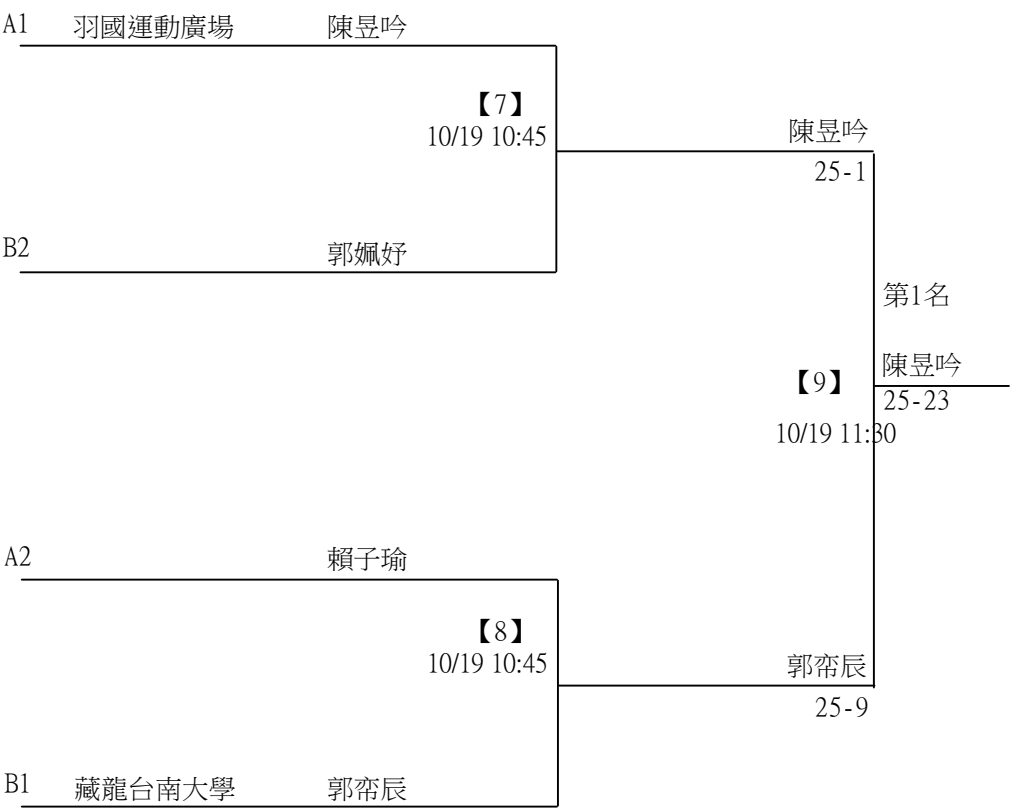 A1 羽國運動廣場 陳昱吟
【7】
10/19 10:45
陳昱吟
25-1
B2 郭姵妤
第1名
陳昱吟
【9】
25-23
10/19 11:30
A2 賴子瑜
【8】
10/19 10:45
郭帟辰
25-9
B1 藏龍台南大學 郭帟辰